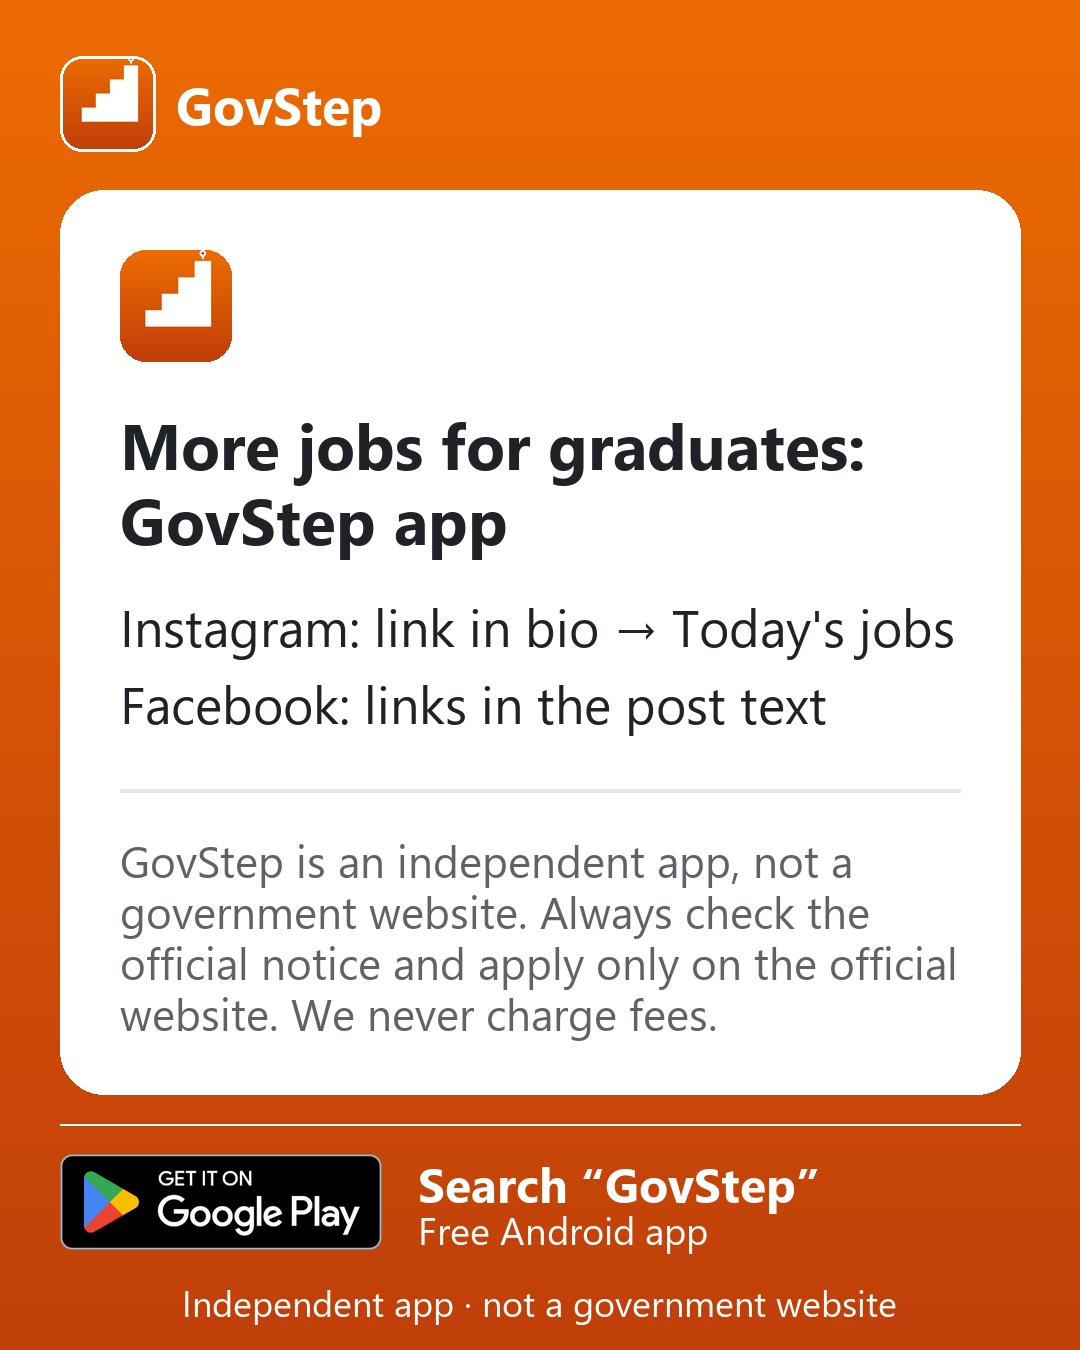 GovStep
More jobs for graduates:
GovStep app
Instagram: link in bio → Today's jobs
Facebook: links in the post text
GovStep is an independent app, not a
government website. Always check the
official notice and apply only on the official
website. We never charge fees.
GET IT ON
Google Play
Search “GovStep”
Free Android app
Independent app · not a government website